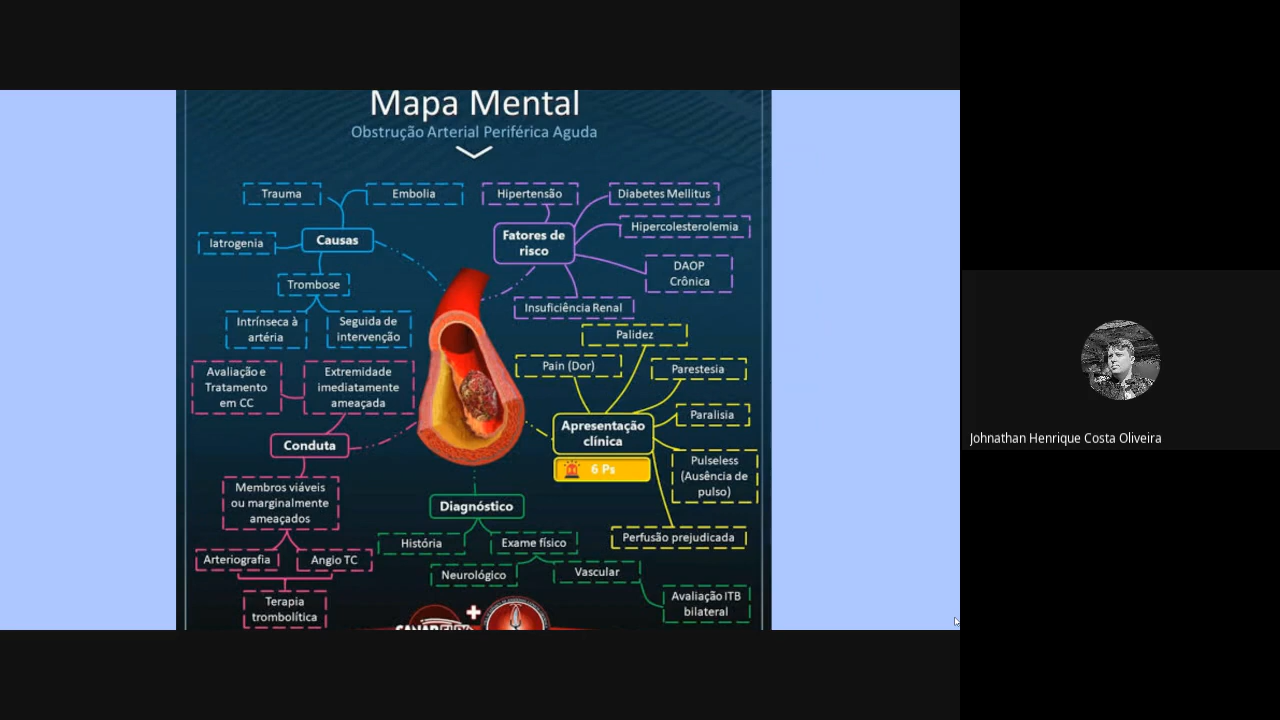 Mapa Mental
Obstrução Arterial Periférica Aguda
Trauma
Embolia
Iatrogenia
Causas
Trombose
Intrínseca à
artéria
Seguida de
intervenção
Hipertensão
Diabetes Mellitus
Fatores de
risco
Hipercolesterolemia
DAOP
Crônica
Insuficiência Renal
Palidez
Pain (Dor)
Parestesia
Paralisia
Apresentação
clínica
6 Ps
Pulseless
(Ausência de
pulso)
Perfusão prejudicada
Avaliação e
Tratamento
em CC
Extremidade
imediatamente
ameaçada
Conduta
Membros viáveis
ou marginalmente
ameaçados
Arteriografia
Angio TC
Terapia
trombolítica
Diagnóstico
História
Exame físico
Neurológico
Vascular
Avaliação ITB
bilateral
Johnathan Henrique Costa Oliveira